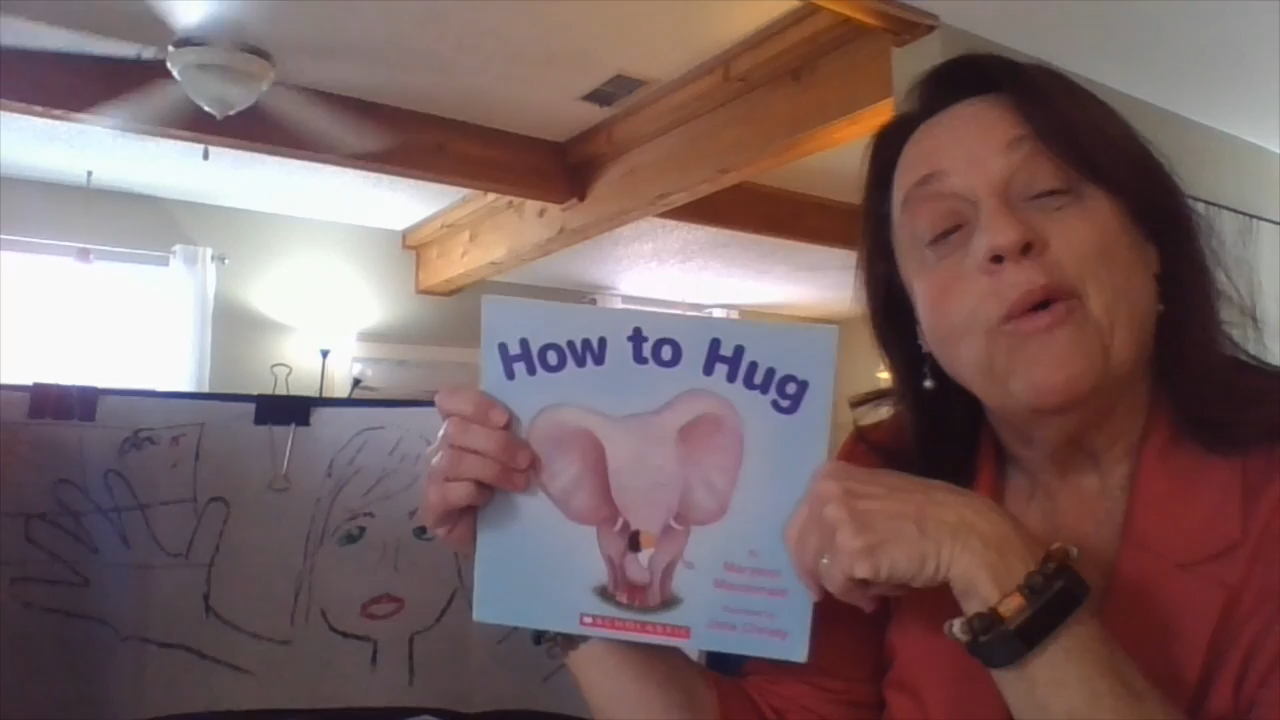 How to Hug
By
Maryann
Macdonald
Illustrated by
Jana Christy
SCHOLASTIC